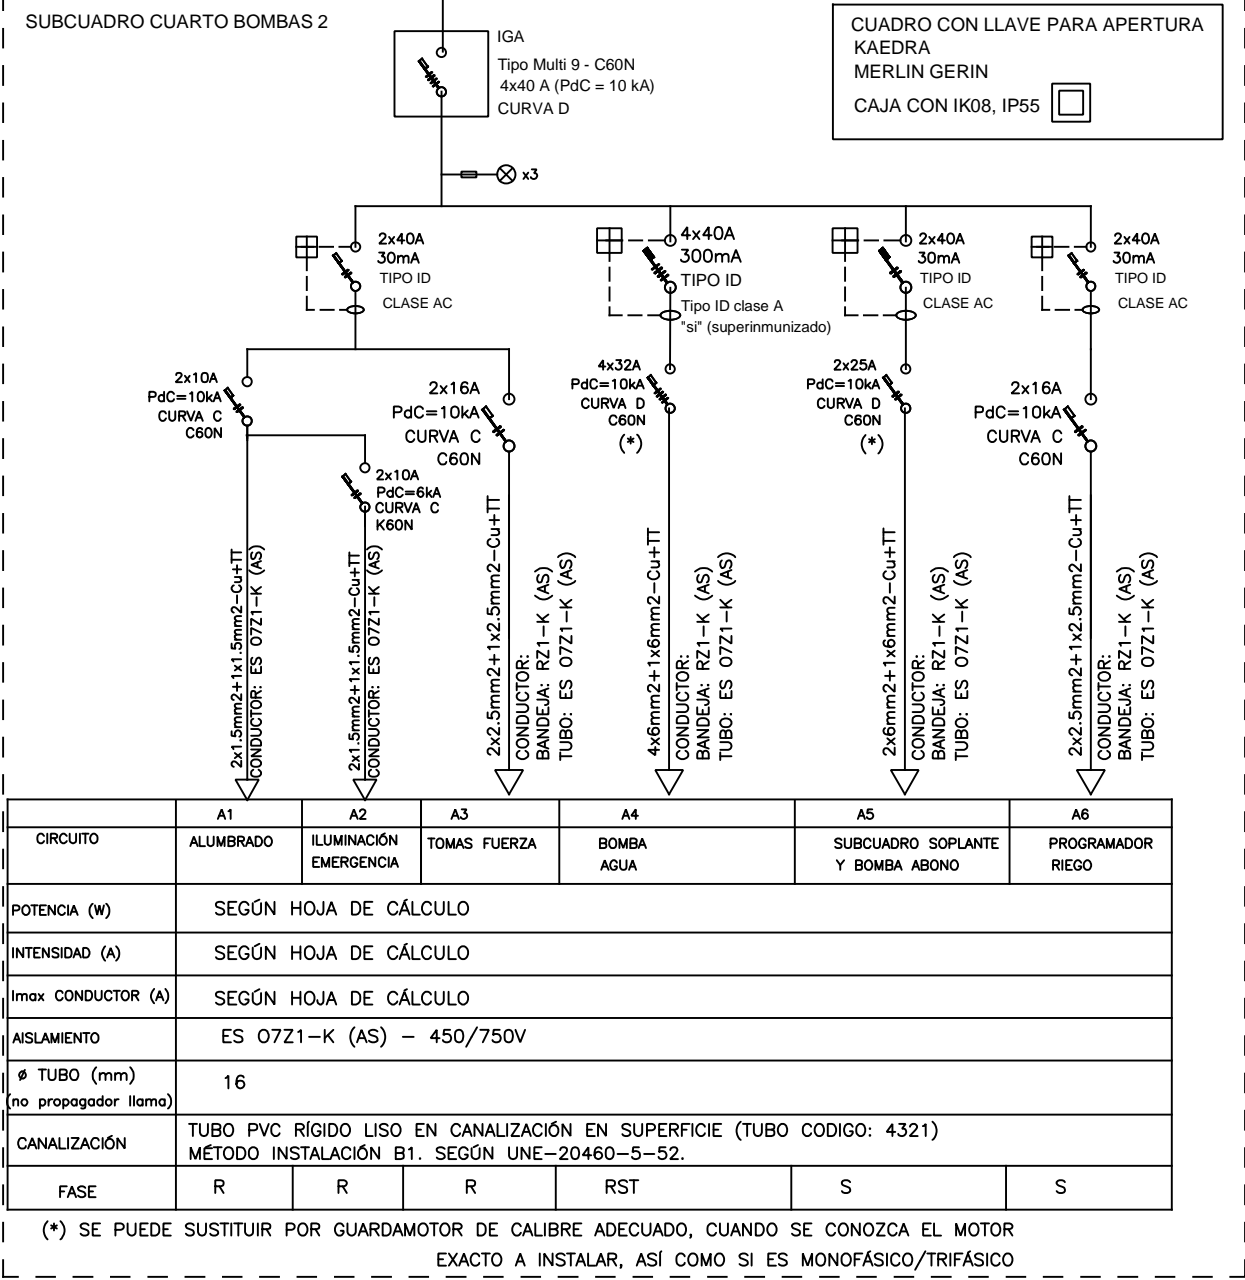 SUBCUADRO CUARTO BOMBAS 2
IGA
Tipo Multi 9 - C60N
4x40 A (PdC = 10 kA)
CURVA D
CUADRO CON LLAVE PARA APERTURA
KAEDRA
MERLIN GERIN
CAJA CON IK08, IP55
x3
2x40A
30mA
TIPO ID
CLASE AC
4x40A
300mA
TIPO ID
Tipo ID clase A
"si" (superinmunizado)
2x40A
30mA
TIPO ID
CLASE AC
2x40A
30mA
TIPO ID
CLASE AC
2x10A
PdC=10kA
CURVA C
C60N
2x10A
PdC=6kA
CURVA C
K60N
2x16A
PdC=10kA
CURVA C
C60N
4x32A
PdC=10kA
CURVA D
C60N
(*)
2x25A
PdC=10kA
CURVA D
C60N
(*)
2x16A
PdC=10kA
CURVA C
C60N
2x1.5mm2+1x1.5mm2-Cu+TT
CONDUCTOR: ES 07Z1-K (AS)
2x1.5mm2+1x1.5mm2-Cu+TT
CONDUCTOR: ES 07Z1-K (AS)
2x2.5mm2+1x2.5mm2-Cu+TT
CONDUCTOR:
BANDEJA: RZ1-K (AS)
TUBO: ES 07Z1-K (AS)
4x6mm2+1x6mm2-Cu+TT
CONDUCTOR:
BANDEJA: RZ1-K (AS)
TUBO: ES 07Z1-K (AS)
2x6mm2+1x6mm2-Cu+TT
CONDUCTOR:
BANDEJA: RZ1-K (AS)
TUBO: ES 07Z1-K (AS)
2x2.5mm2+1x2.5mm2-Cu+TT
CONDUCTOR:
BANDEJA: RZ1-K (AS)
TUBO: ES 07Z1-K (AS)
A1 A2 A3 A4 A5 A6
CIRCUITO
ALUMBRADO
ILUMINACIÓN
EMERGENCIA
TOMAS FUERZA
BOMBA
AGUA
SUBCUADRO SOPLANTE
Y BOMBA ABONO
PROGRAMADOR
RIEGO
POTENCIA (W) SEGÚN HOJA DE CÁLCULO
INTENSIDAD (A) SEGÚN HOJA DE CÁLCULO
Imax CONDUCTOR (A) SEGÚN HOJA DE CÁLCULO
AISLAMIENTO ES 07Z1-K (AS) - 450/750V
ø TUBO (mm)
(no propagador llama)
16
CANALIZACIÓN
TUBO PVC RÍGIDO LISO EN CANALIZACIÓN EN SUPERFICIE (TUBO CODIGO: 4321)
MÉTODO INSTALACIÓN B1. SEGÚN UNE-20460-5-52.
FASE R R R RST S S
(*) SE PUEDE SUSTITUIR POR GUARDAMOTOR DE CALIBRE ADECUADO, CUANDO SE CONOZCA EL MOTOR
EXACTO A INSTALAR, ASÍ COMO SI ES MONOFÁSICO/TRIFÁSICO